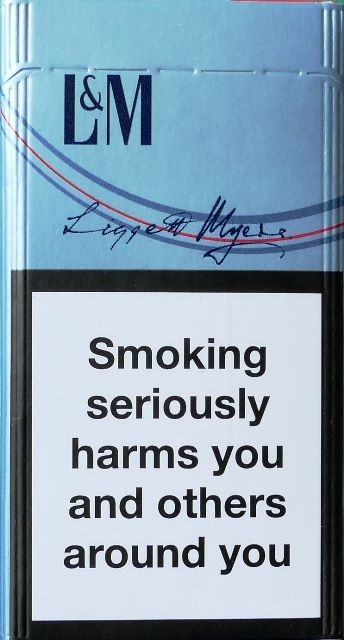 L&M
Liggett Myers
Smoking
seriously
harms you
and others
around you